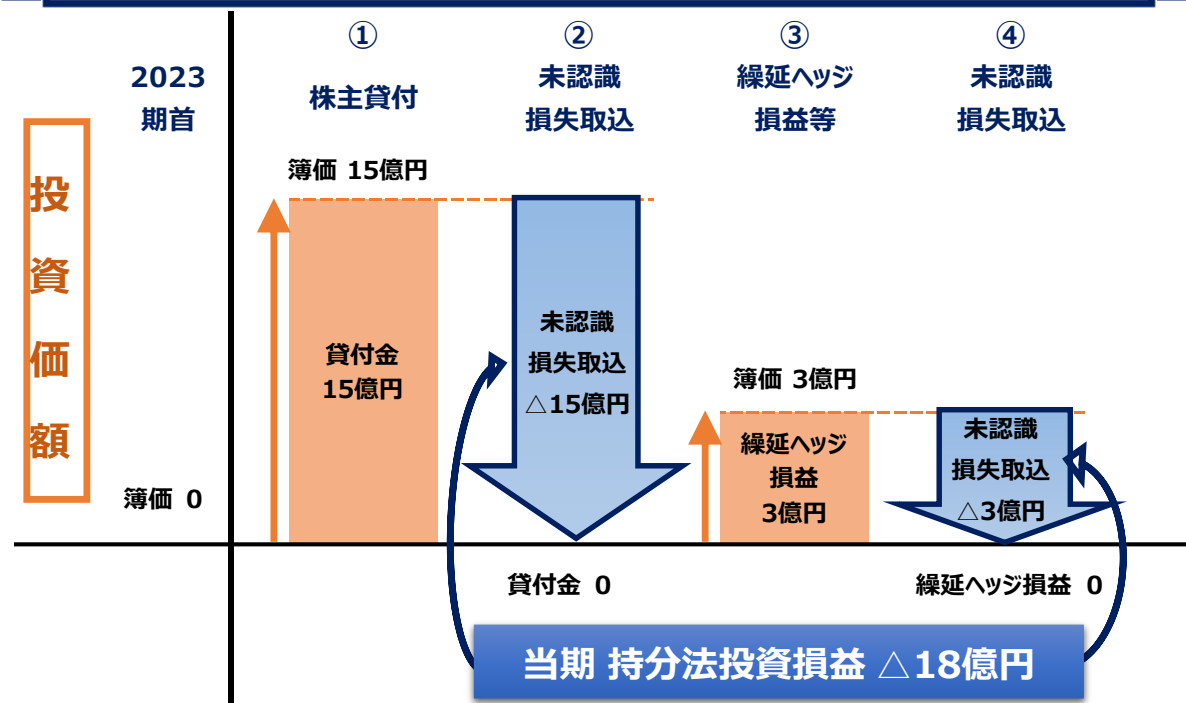 ①
②
③
④
2023
期首
株主貸付
未認識
損失取込
繰延ヘッジ
損益等
未認識
損失取込
投
資
価
額
簿価 15億円
貸付金
15億円
未認識
損失取込
△15億円
簿価 3億円
繰延ヘッジ
損益
3億円
未認識
損失取込
△3億円
簿価 0
貸付金 0
繰延ヘッジ損益 0
当期 持分法投資損益 △18億円